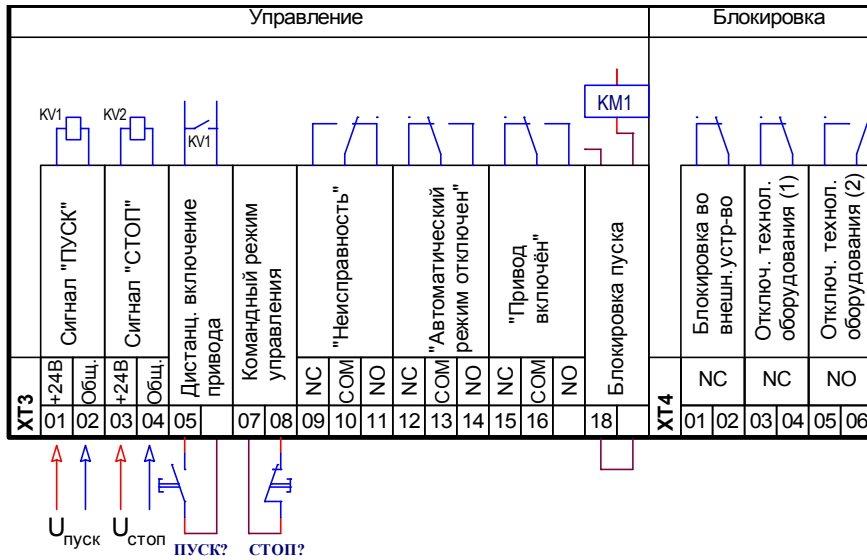 Управление
Блокировка
KV1
KV2
KV1
KM1
Сигнал "ПУСК"
Сигнал "СТОП"
Дистанц. включение
привода
Командный режим
управления
"Неисправность"
"Автоматический
режим отключен"
"Привод
включён"
Блокировка пуска
Блокировка во
внешн.устр-во
Отключ. технол.
оборудования (1)
Отключ. технол.
оборудования (2)
XT3
+24В
Общ.
+24В
Общ.
NC
COM
NO
NC
COM
NO
NC
COM
NO
XT4
NC
NC
NO
01 02 03 04 05 07 08 09 10 11 12 13 14 15 16 18
01 02 03 04 05 06
Uпуск
Uстоп
ПУСК?
СТОП?